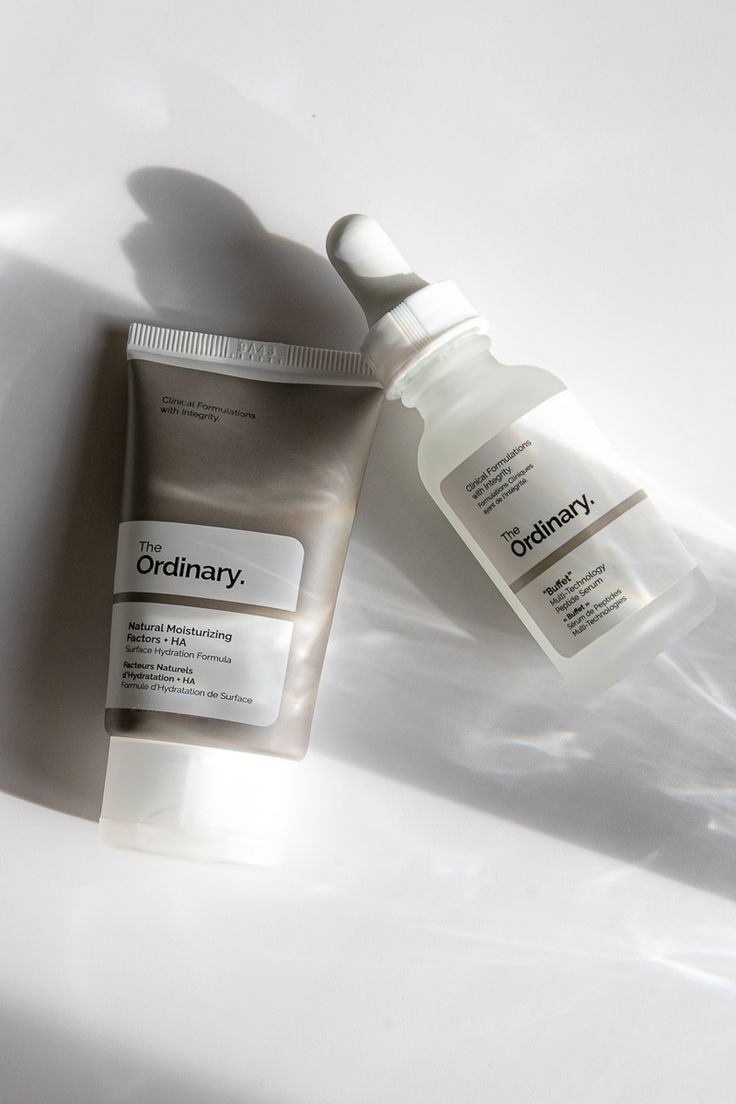 3A43
Clinical Formulations
with Integrity.
The
Ordinary.
Natural Moisturizing
Factors + HA
Surface Hydration Formula
Facteurs Naturels
d'Hydratation + HA
Formule d'Hydratation de Surface
Clinical Formulations
with Integrity.
Formulations Cliniques
ayant de l'intégrité.
The
Ordinary.
"Buffet"
Multi-Technology
Peptide Serum
« Buffet »
Sérum de Peptides
Multi-Technologies